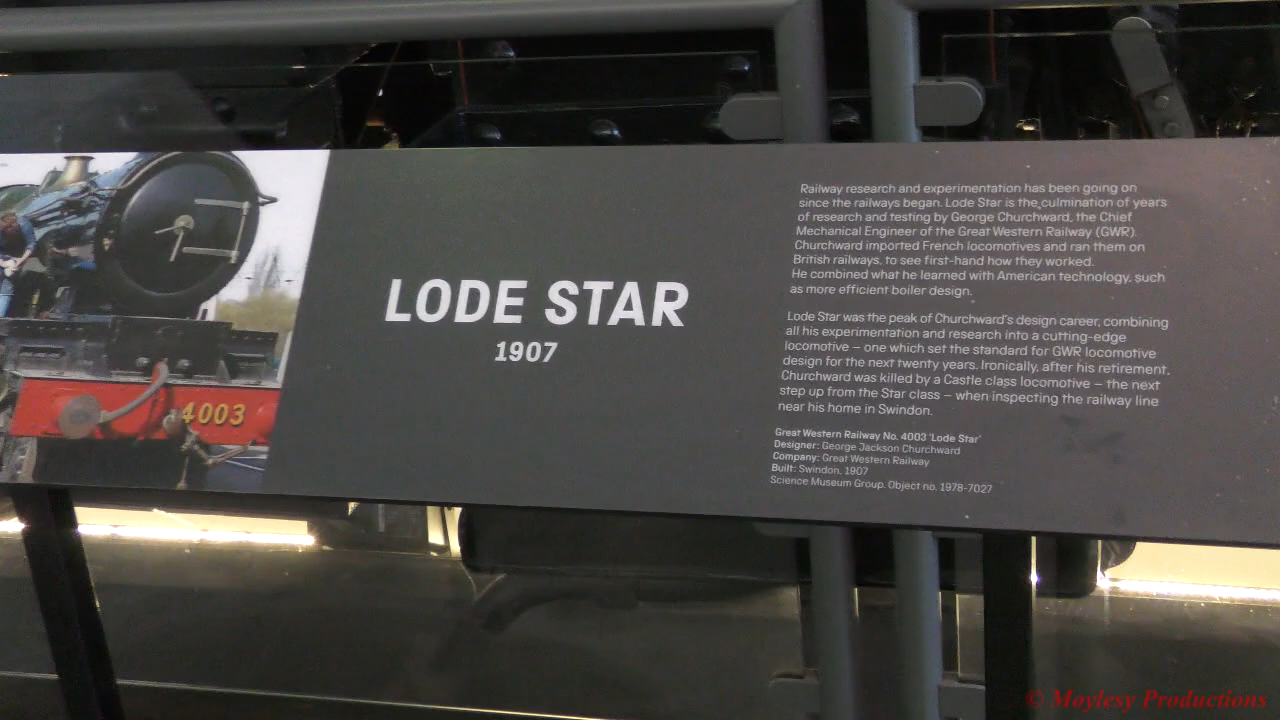 4003
LODE STAR
1907
Railway research and experimentation has been going on
since the railways began. Lode Star is the culmination of years
of research and testing by George Churchward, the Chief
Mechanical Engineer of the Great Western Railway (GWR).
Churchward imported French locomotives and ran them on
British railways, to see first-hand how they worked.
He combined what he learned with American technology, such
as more efficient boiler design.
Lode Star was the peak of Churchward's design career, combining
all his experimentation and research into a cutting-edge
locomotive – one which set the standard for GWR locomotive
design for the next twenty years. Ironically, after his retirement,
Churchward was killed by a Castle class locomotive – the next
step up from the Star class – when inspecting the railway line
near his home in Swindon.
Great Western Railway No. 4003 'Lode Star'
Designer: George Jackson Churchward
Company: Great Western Railway
Built: Swindon, 1907
Science Museum Group. Object no. 1978-7027
© Moylesy Productions